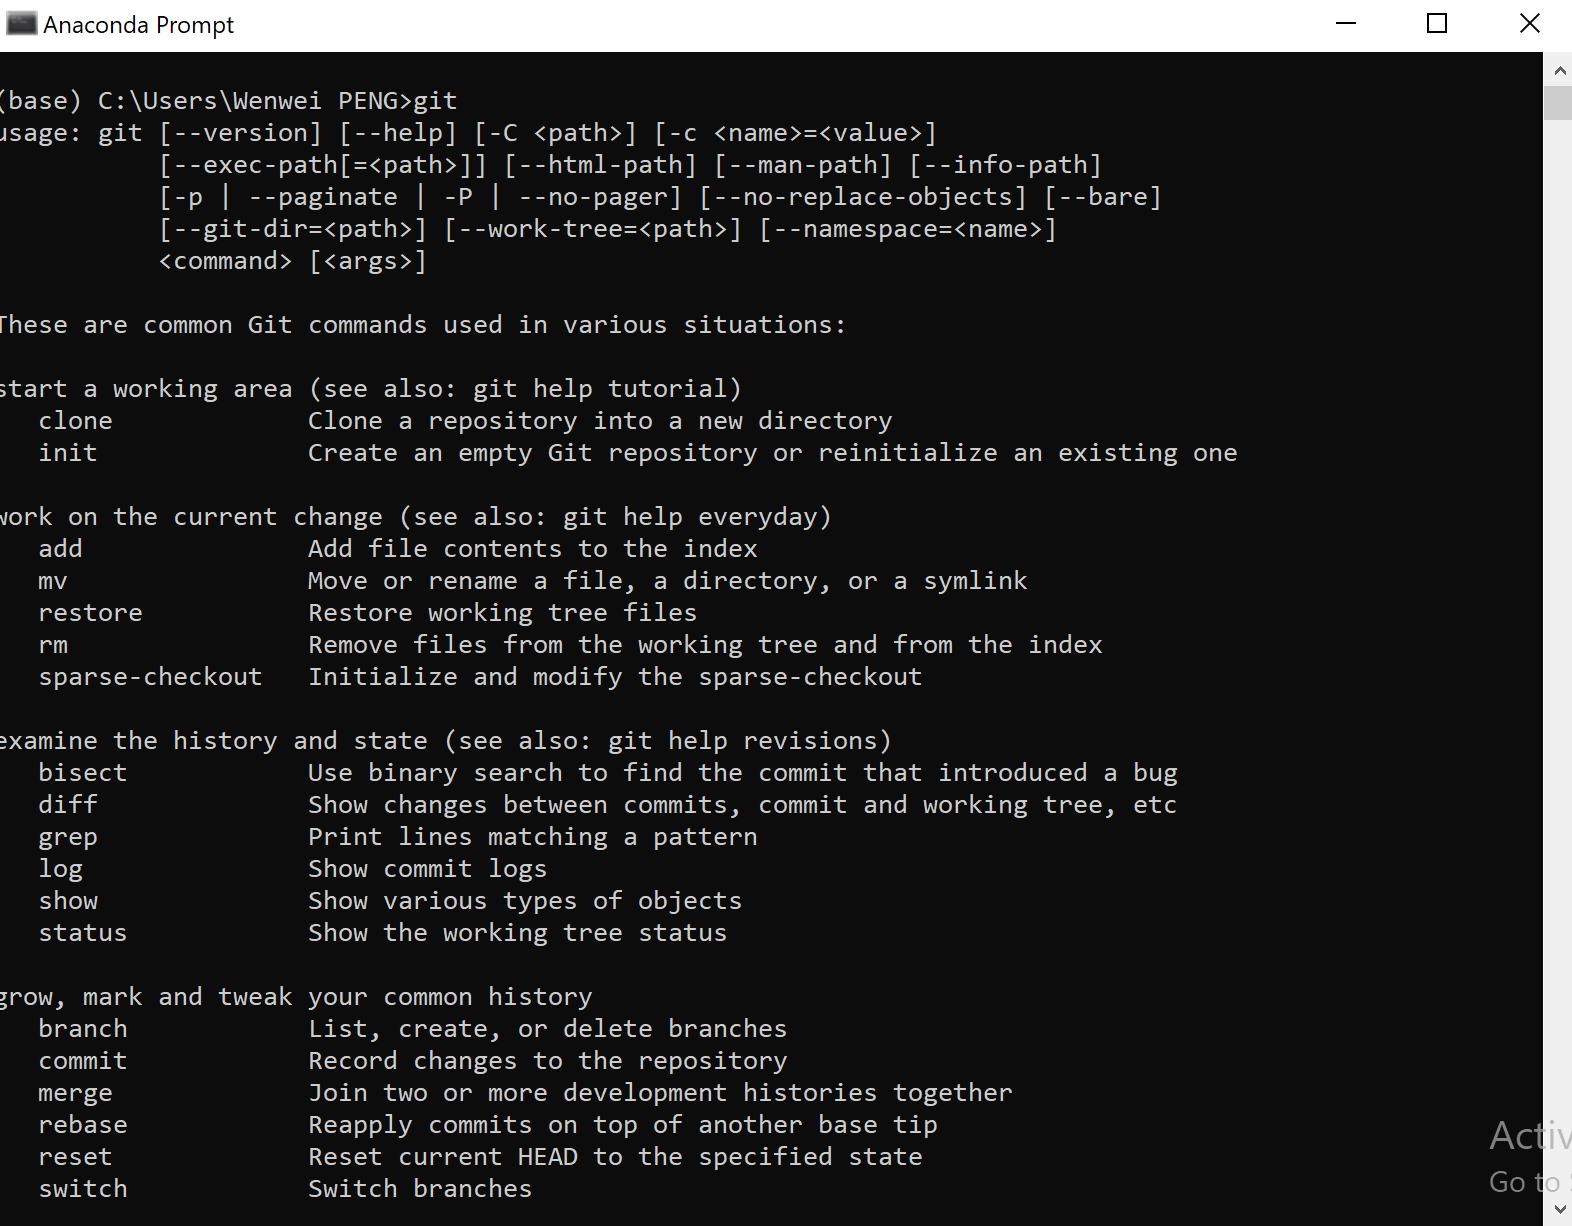 Anaconda Prompt
(base) C:\Users\Wenwei PENG>git
usage: git [--version] [--help] [-C <path>] [-c <name>=<value>]
           [--exec-path[=<path>]] [--html-path] [--man-path] [--info-path]
           [-p | --paginate | -P | --no-pager] [--no-replace-objects] [--bare]
           [--git-dir=<path>] [--work-tree=<path>] [--namespace=<name>]
           <command> [<args>]
These are common Git commands used in various situations:
start a working area (see also: git help tutorial)
   clone             Clone a repository into a new directory
   init              Create an empty Git repository or reinitialize an existing one
work on the current change (see also: git help everyday)
   add               Add file contents to the index
   mv                Move or rename a file, a directory, or a symlink
   restore           Restore working tree files
   rm                Remove files from the working tree and from the index
   sparse-checkout   Initialize and modify the sparse-checkout
examine the history and state (see also: git help revisions)
   bisect            Use binary search to find the commit that introduced a bug
   diff              Show changes between commits, commit and working tree, etc
   grep              Print lines matching a pattern
   log               Show commit logs
   show              Show various types of objects
   status            Show the working tree status
grow, mark and tweak your common history
   branch            List, create, or delete branches
   commit            Record changes to the repository
   merge             Join two or more development histories together
   rebase            Reapply commits on top of another base tip
   reset             Reset current HEAD to the specified state
   switch            Switch branches
Go to